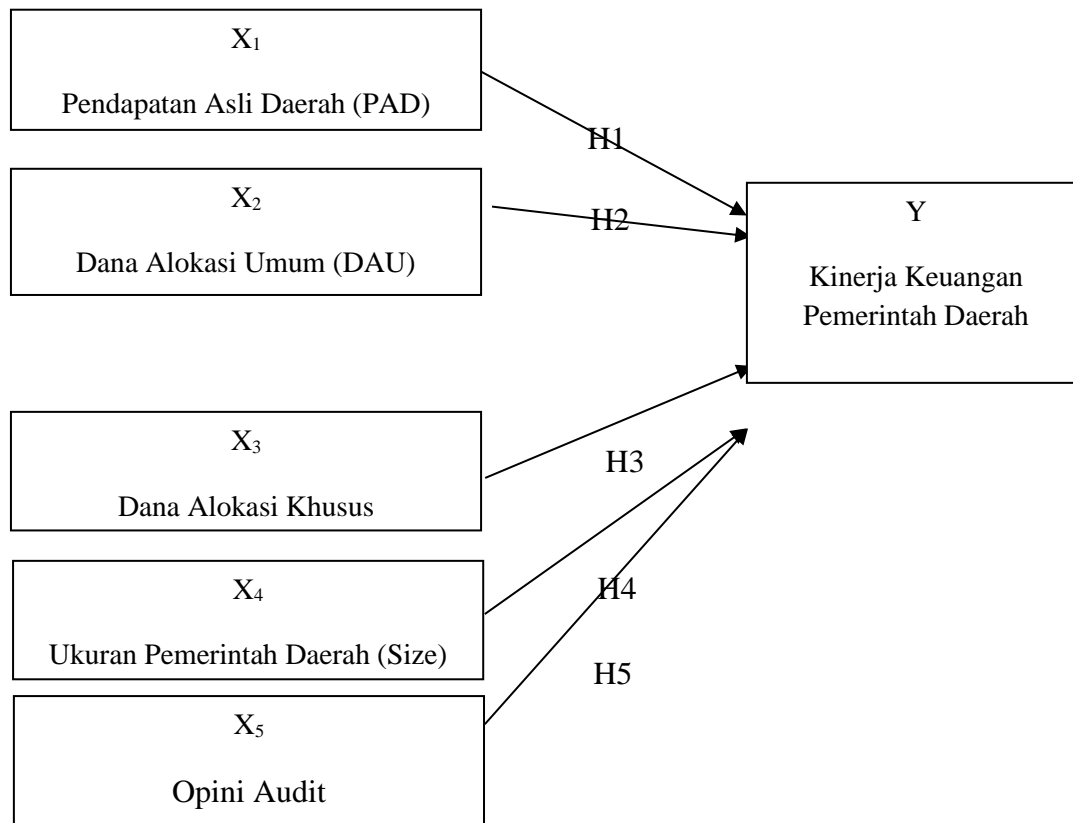 X₁
Pendapatan Asli Daerah (PAD)
H1
X₂
Dana Alokasi Umum (DAU)
H2
Y
Kinerja Keuangan
Pemerintah Daerah
X₃
Dana Alokasi Khusus
H3
X₄
Ukuran Pemerintah Daerah (Size)
H4
X₅
Opini Audit
H5